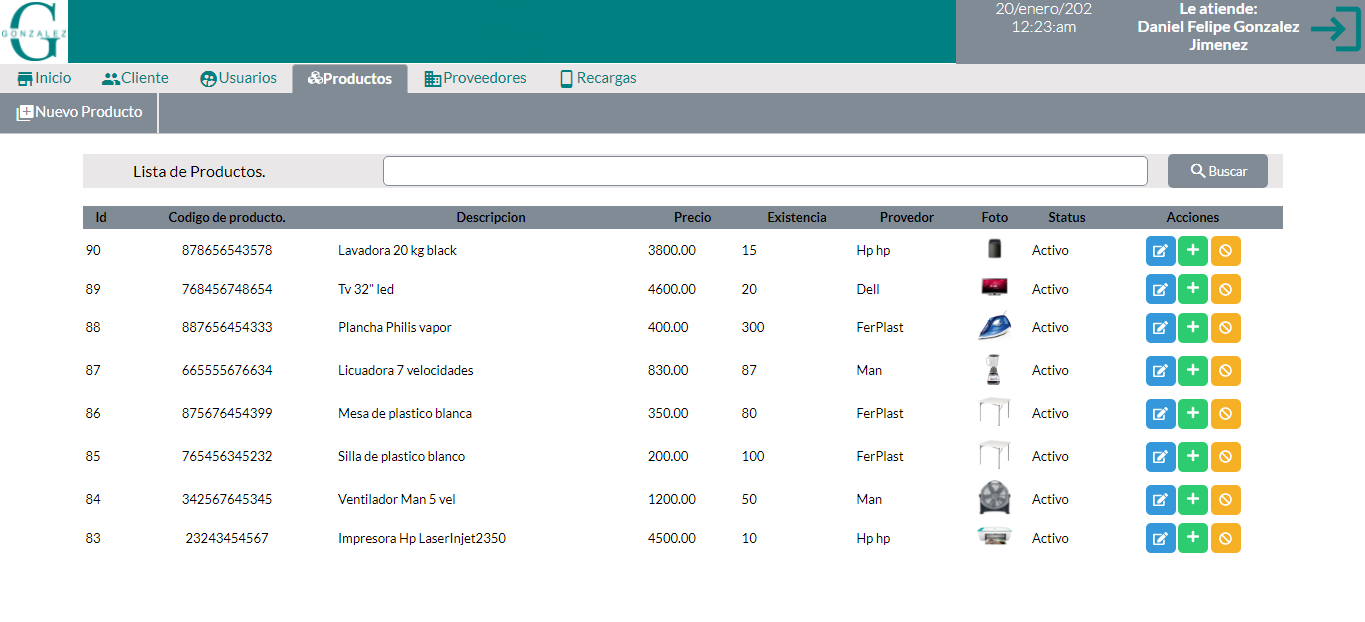 G
GONZALEZ
20/enero/202
12:23:am
Le atiende:
Daniel Felipe Gonzalez
Jimenez
Inicio Cliente Usuarios Productos Proveedores Recargas
Nuevo Producto
Lista de Productos. Buscar
Id Codigo de producto. Descripcion Precio Existencia Provedor Foto Status Acciones
90 878656543578 Lavadora 20 kg black 3800.00 15 Hp hp Activo
89 768456748654 Tv 32" led 4600.00 20 Dell Activo
88 887656454333 Plancha Philis vapor 400.00 300 FerPlast Activo
87 665555676634 Licuadora 7 velocidades 830.00 87 Man Activo
86 875676454399 Mesa de plastico blanca 350.00 80 FerPlast Activo
85 765456345232 Silla de plastico blanco 200.00 100 FerPlast Activo
84 342567645345 Ventilador Man 5 vel 1200.00 50 Man Activo
83 23243454567 Impresora Hp LaserInjet2350 4500.00 10 Hp hp Activo